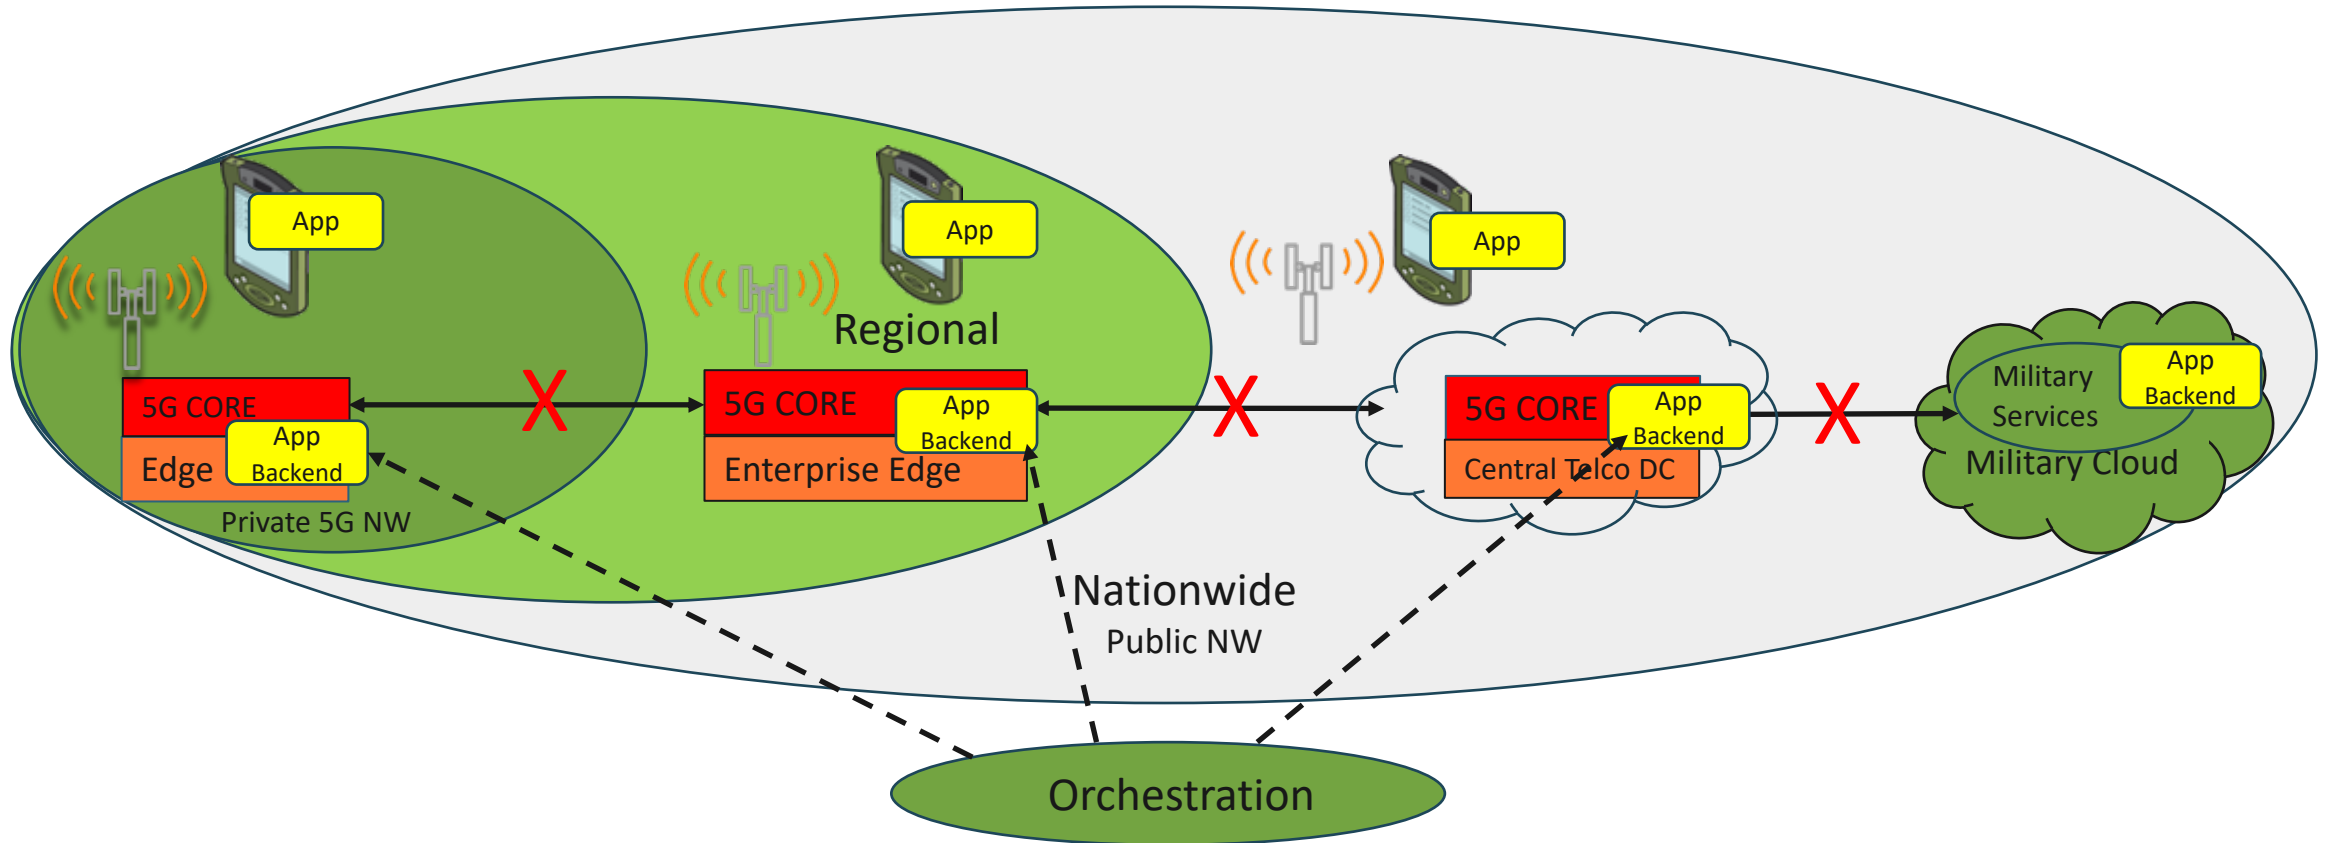 App
App
App
Regional
5G CORE
App
Backend
Edge
Private 5G NW
X
5G CORE
App
Backend
Enterprise Edge
X
5G CORE
App
Backend
Central Telco DC
X
Military
Services
App
Backend
Military Cloud
Nationwide
Public NW
Orchestration